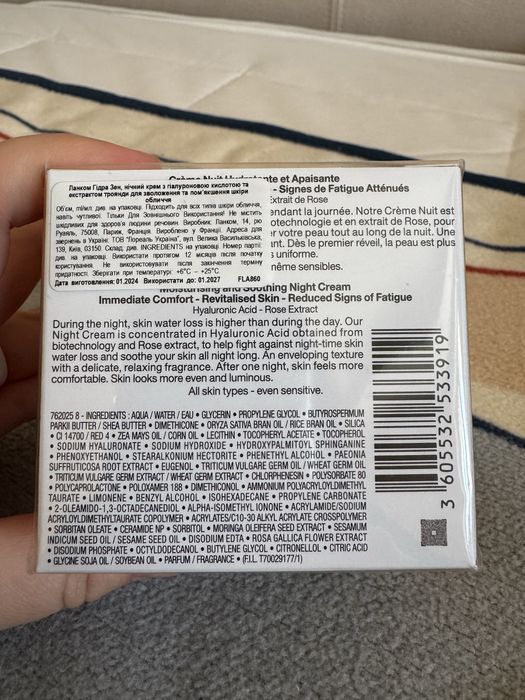 Crème Nuit Hydratante et Apaisante
- Signes de Fatigue Atténués
Extrait de Rose
endant la journée. Notre Crème Nuit est
otechnologie et en extrait de Rose, pour
er votre peau tout au long de la nuit. Une
ant. Dès le premier réveil, la peau est plus
s uniforme.
même sensibles.
Ланком Гідра Зен, нічний крем з гіалуроновою кислотою та
екстрактом троянди для зволоження та пом'якшення шкіри
обличчя
Об'єм, ml/мл див. на упаковці. Підходить для всіх типів шкіри обличчя,
навіть чутливої. Тільки Для Зовнішнього Використання! Не містить
шкідливих для здоров'я людини речовин. Виробник: Ланком, 14, рю
Руаяль, 75008, Париж, Франція. Вироблено у Франції. Адреса для
звернень в Україні: ТОВ "Лореаль Україна", вул. Велика Васильківська,
139, Київ, 03150. Склад: див. INGREDIENTS на упаковці. Номер партії:
див. на упаковці. Використати протягом 12 місяців після початку
користування. Не використовувати після закінчення терміну
придатності. Зберігати при температурі: +6°C – +25°C.
Дата виготовлення: 01.2024 Використати до: 01.2027 FLA860
Moisturising and Soothing Night Cream
Immediate Comfort - Revitalised Skin - Reduced Signs of Fatigue
Hyaluronic Acid - Rose Extract
During the night, skin water loss is higher than during the day. Our
Night Cream is concentrated in Hyaluronic Acid obtained from
biotechnology and Rose extract, to help fight against night-time skin
water loss and soothe your skin all night long. An enveloping texture
with a delicate, relaxing fragrance. After one night, skin feels more
comfortable. Skin looks more even and luminous.
All skin types - even sensitive.
762025 8 - INGREDIENTS : AQUA / WATER / EAU • GLYCERIN • PROPYLENE GLYCOL • BUTYROSPERMUM
PARKII BUTTER / SHEA BUTTER • DIMETHICONE • ORYZA SATIVA BRAN OIL / RICE BRAN OIL • SILICA
• CI 14700 / RED 4 • ZEA MAYS OIL / CORN OIL • LECITHIN • TOCOPHERYL ACETATE • TOCOPHEROL
• SODIUM HYALURONATE • SODIUM HYDROXIDE • HYDROXYPALMITOYL SPHINGANINE
• PHENOXYETHANOL • STEARALKONIUM HECTORITE • PHENETHYL ALCOHOL • PAEONIA
SUFFRUTICOSA ROOT EXTRACT • EUGENOL • TRITICUM VULGARE GERM OIL / WHEAT GERM OIL
• TRITICUM VULGARE GERM EXTRACT / WHEAT GERM EXTRACT • CHLORPHENESIN • POLYSORBATE 80
• POLYCAPROLACTONE • POLOXAMER 188 • DIMETHICONOL • AMMONIUM POLYACRYLOYLDIMETHYL
TAURATE • LIMONENE • BENZYL ALCOHOL • ISOHEXADECANE • PROPYLENE CARBONATE
• 2-OLEAMIDO-1,3-OCTADECANEDIOL • ALPHA-ISOMETHYL IONONE • ACRYLAMIDE/SODIUM
ACRYLOYLDIMETHYLTAURATE COPOLYMER • ACRYLATES/C10-30 ALKYL ACRYLATE CROSSPOLYMER
• SORBITAN OLEATE • CERAMIDE NP • SORBITOL • MORINGA OLEIFERA SEED EXTRACT • SESAMUM
INDICUM SEED OIL / SESAME SEED OIL • DISODIUM EDTA • ROSA GALLICA FLOWER EXTRACT
• DISODIUM PHOSPHATE • OCTYLDODECANOL • BUTYLENE GLYCOL • CITRONELLOL • CITRIC ACID
• GLYCINE SOJA OIL / SOYBEAN OIL • PARFUM / FRAGRANCE • (F.I.L. T70029177/1)
3 605532 533919